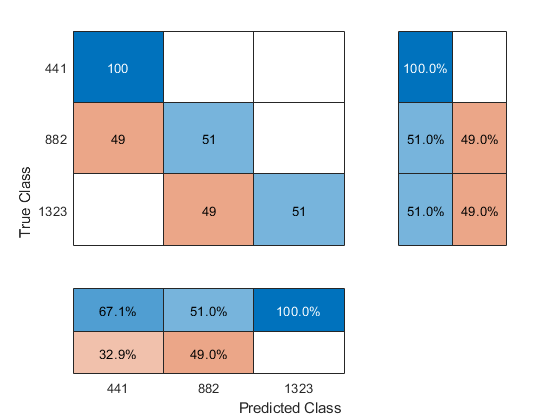 441 100 100.0%
882 49 51 51.0% 49.0%
True Class
1323 49 51 51.0% 49.0%
67.1% 51.0% 100.0%
32.9% 49.0%
441 882 1323
Predicted Class